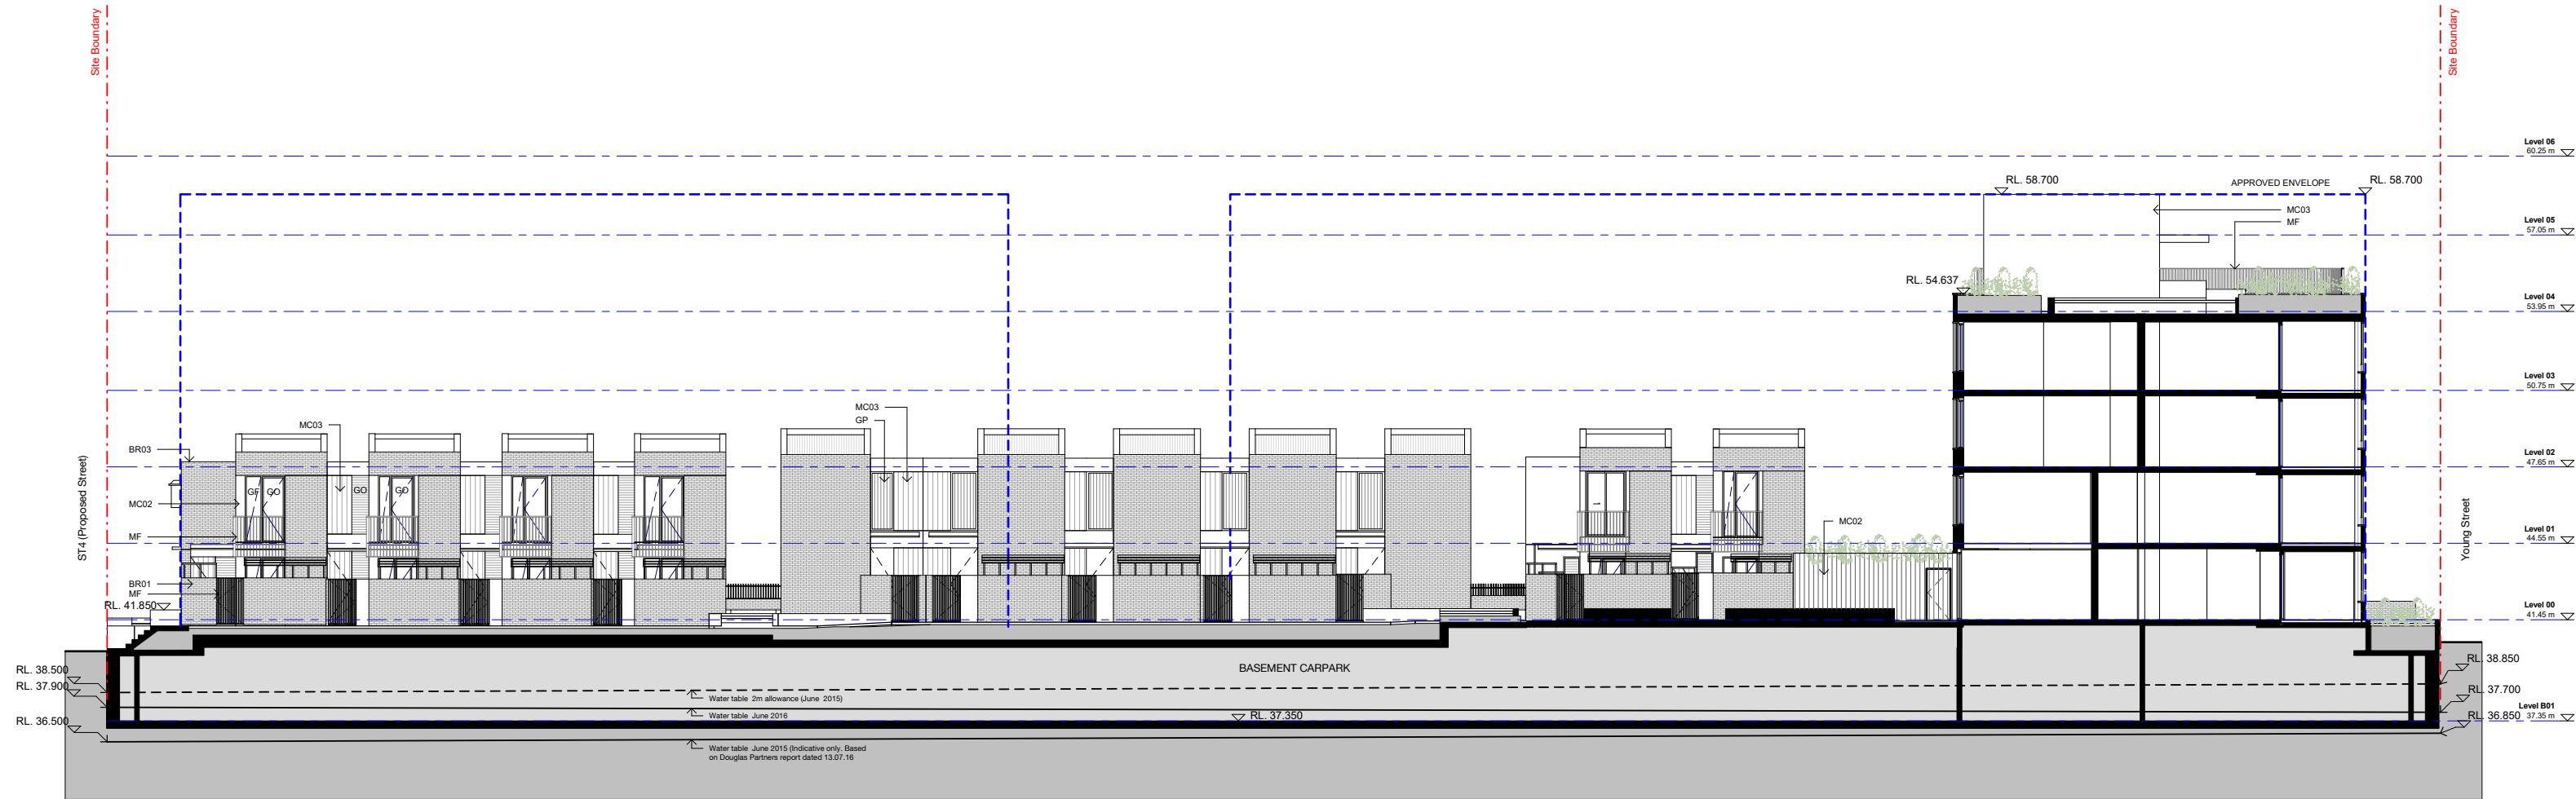 Site Boundary
Site Boundary
Level 06
60.25 m
RL. 58.700
APPROVED ENVELOPE
RL. 58.700
MC03
MF
Level 05
57.05 m
RL. 54.637
Level 04
53.95 m
Level 03
50.75 m
MC03
GP
MC03
BR03
Level 02
47.65 m
GF
GO
GO
GO
MC02
MC02
MF
Level 01
44.55 m
ST4 (Proposed Street)
Young Street
BR01
MF
RL. 41.850
Level 00
41.45 m
BASEMENT CARPARK
RL. 38.500
RL. 38.850
RL. 37.900
RL. 37.700
Water table 2m allowance (June 2015)
Water table June 2016
RL. 37.350
RL. 36.500
RL. 36.850
Level B01
37.35 m
Water table June 2015 (Indicative only. Based
on Douglas Partners report dated 13.07.16